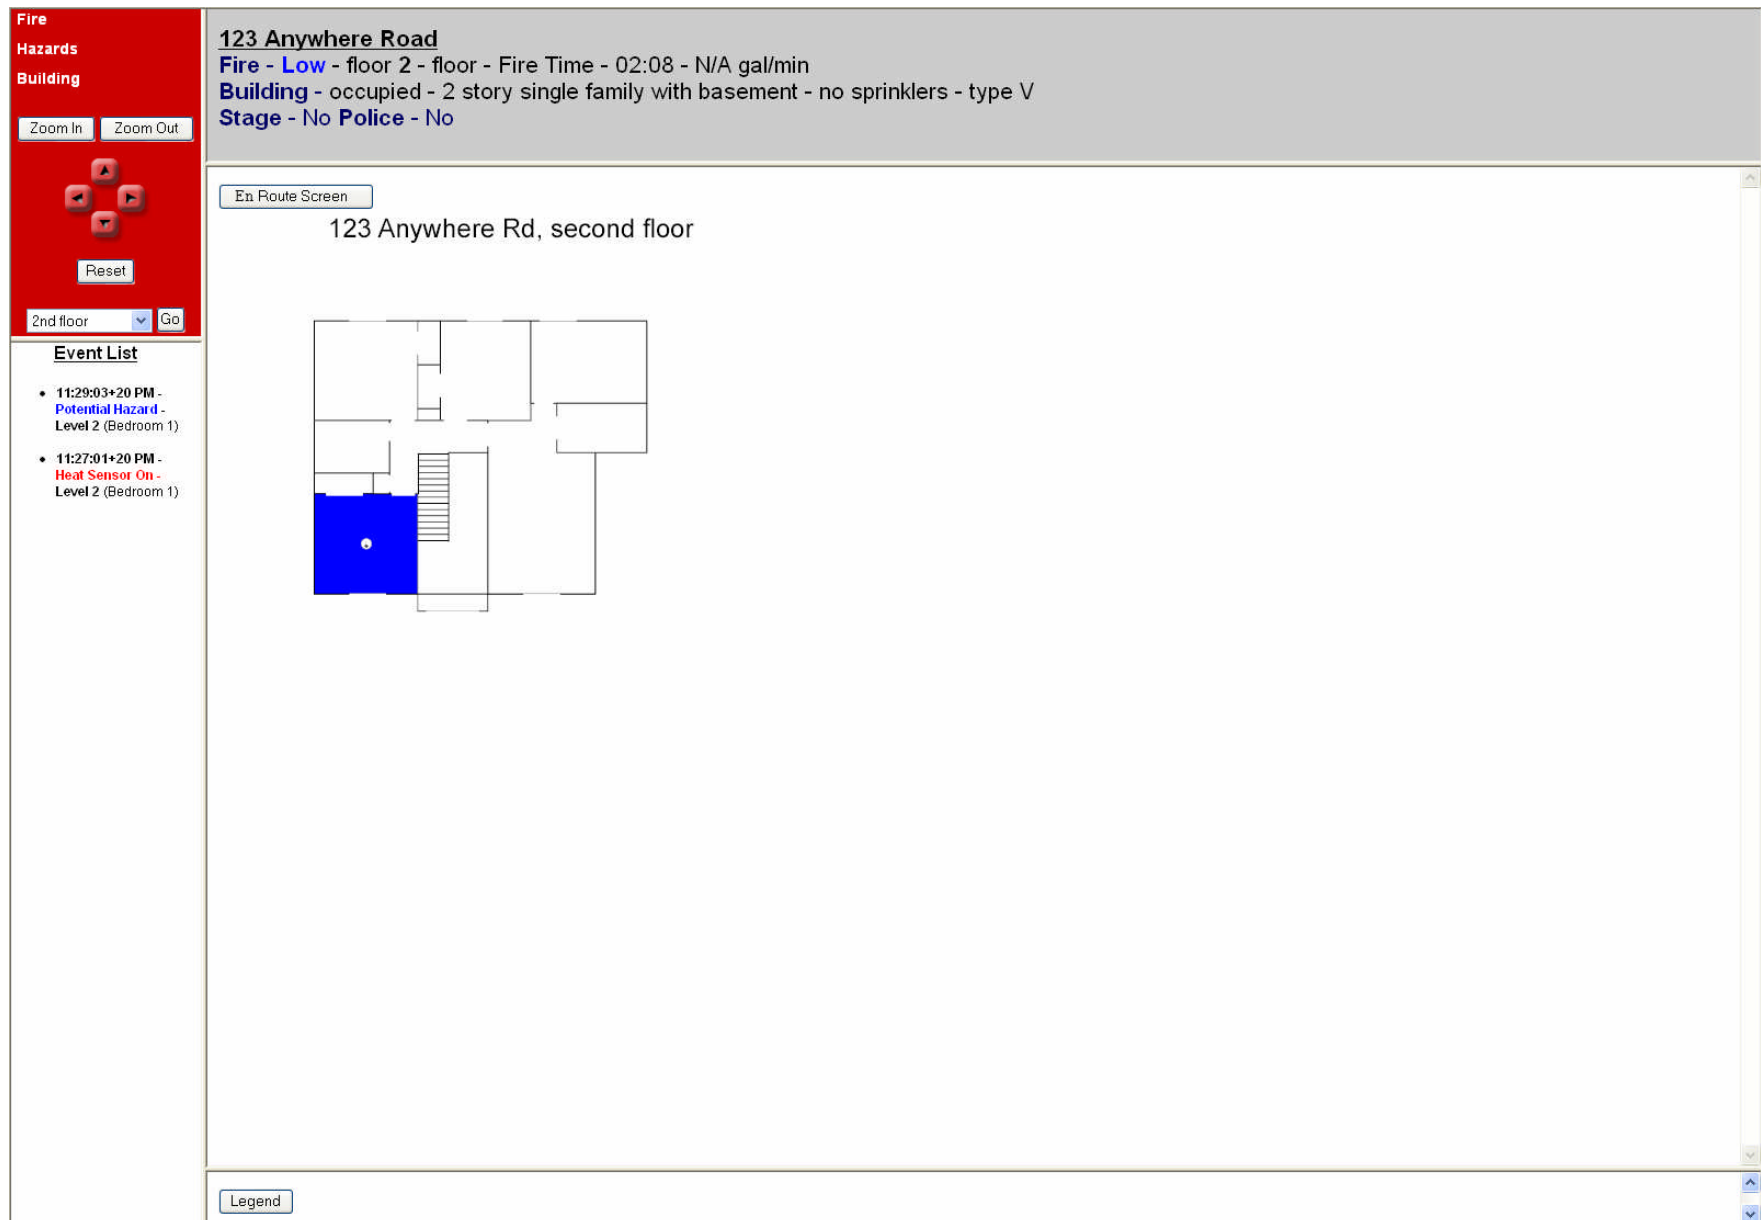 Fire
Hazards
Building
Zoom In Zoom Out
Reset
2nd floor Go
Event List
11:29:03+20 PM -
Potential Hazard -
Level 2 (Bedroom 1)
11:27:01+20 PM -
Heat Sensor On -
Level 2 (Bedroom 1)
123 Anywhere Road
Fire - Low - floor 2 - floor - Fire Time - 02:08 - N/A gal/min
Building - occupied - 2 story single family with basement - no sprinklers - type V
Stage - No Police - No
En Route Screen
123 Anywhere Rd, second floor
Legend